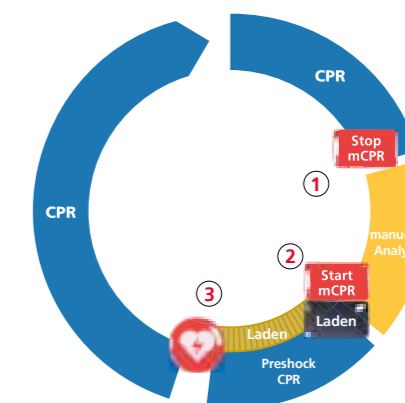 CPR
Stop
mCPR
1
CPR
2
3
Start
mCPR
Laden
Laden
Preshock
CPR